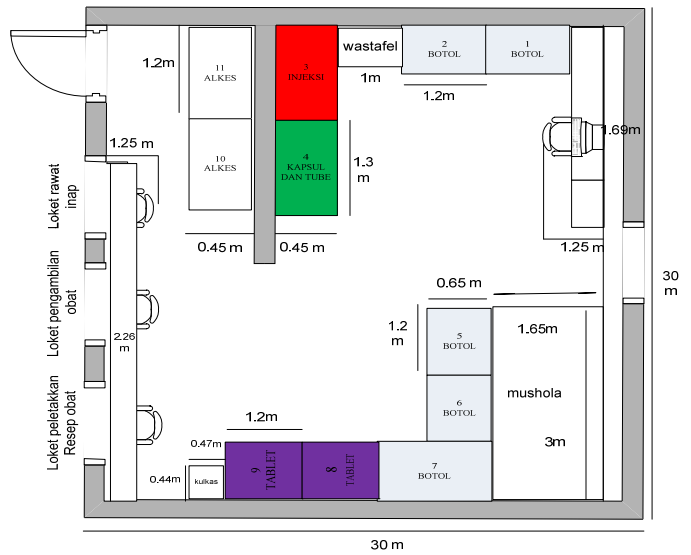 1.2m
11
ALKES
10
ALKES
3
INJEKSI
4
KAPSUL
DAN TUBE
wastafel
1m
2
BOTOL
1
BOTOL
1.2m
1.69m
1.3
m
1.25 m
0.45 m
0.45 m
1.25 m
Loket rawat
inap
Loket pengambilan
obat
Loket peletakkan
Resep obat
2.26
m
30
m
0.65 m
1.2
m
5
BOTOL
6
BOTOL
7
BOTOL
1.65m
mushola
3m
1.2m
0.47m
0.44m
kulkas
9
TABLET
8
TABLET
30 m